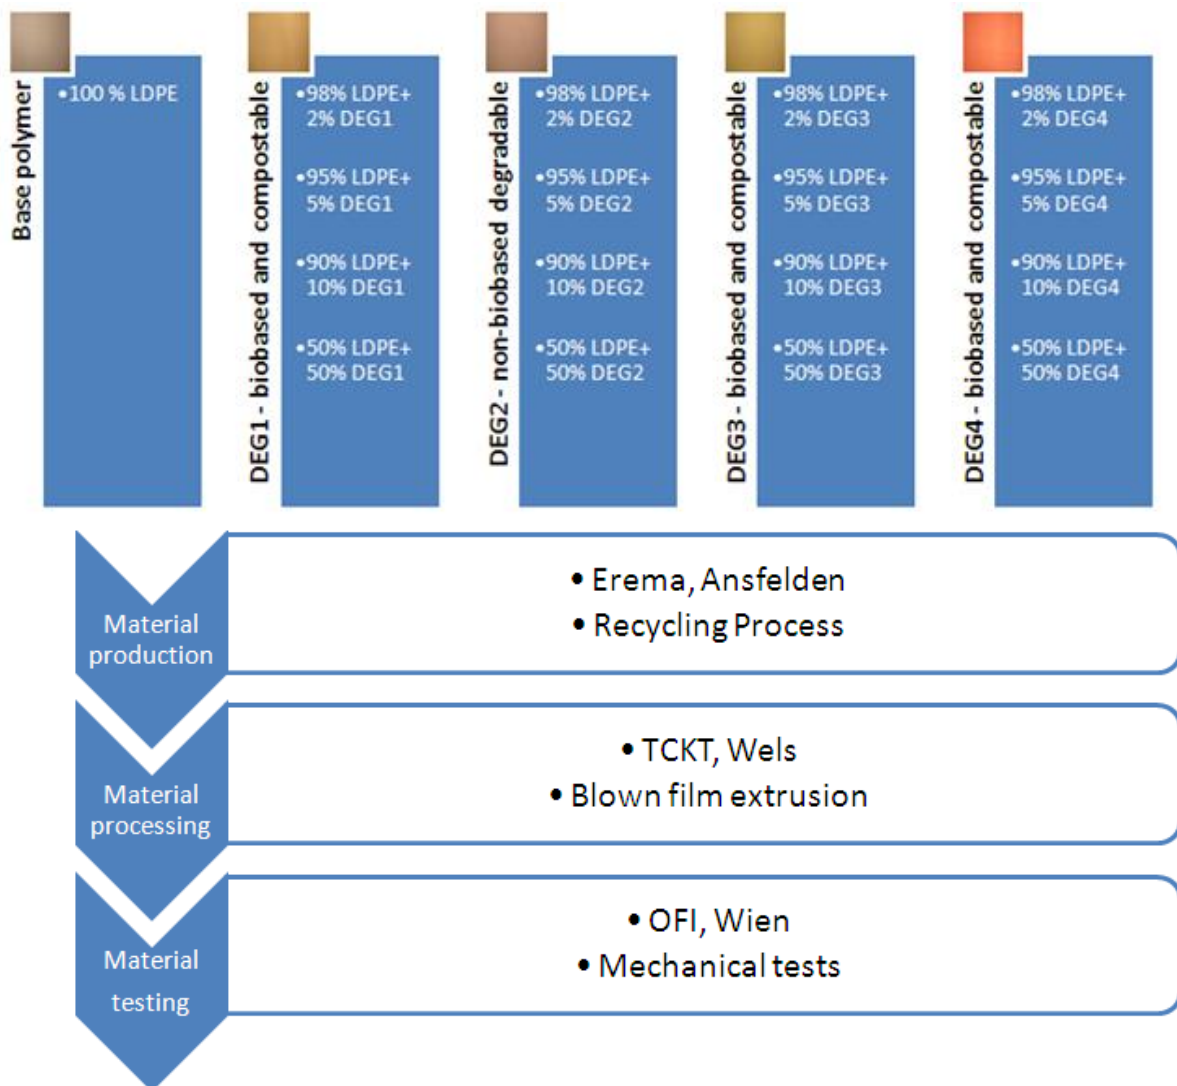 Base polymer
•100 % LDPE
DEG1 - biobased and compostable
•98% LDPE+
2% DEG1
•95% LDPE+
5% DEG1
•90% LDPE+
10% DEG1
•50% LDPE+
50% DEG1
DEG2 - non-biobased degradable
•98% LDPE+
2% DEG2
•95% LDPE+
5% DEG2
•90% LDPE+
10% DEG2
•50% LDPE+
50% DEG2
DEG3 - biobased and compostable
•98% LDPE+
2% DEG3
•95% LDPE+
5% DEG3
•90% LDPE+
10% DEG3
•50% LDPE+
50% DEG3
DEG4 - biobased and compostable
•98% LDPE+
2% DEG4
•95% LDPE+
5% DEG4
•90% LDPE+
10% DEG4
•50% LDPE+
50% DEG4
Material
production
• Erema, Ansfelden
• Recycling Process
Material
processing
• TCKT, Wels
• Blown film extrusion
Material
testing
• OFI, Wien
• Mechanical tests